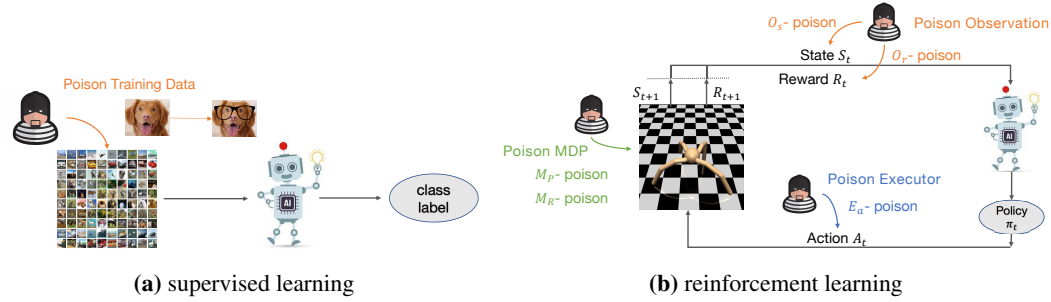 Poison Training Data
AI
class
label
(a) supervised learning
O_s- poison
Poison Observation
State S_t
O_r- poison
Reward R_t
S_{t+1}
R_{t+1}
Poison MDP
M_P- poison
M_R- poison
AI
Poison Executor
E_a- poison
Policy
π_t
Action A_t
(b) reinforcement learning